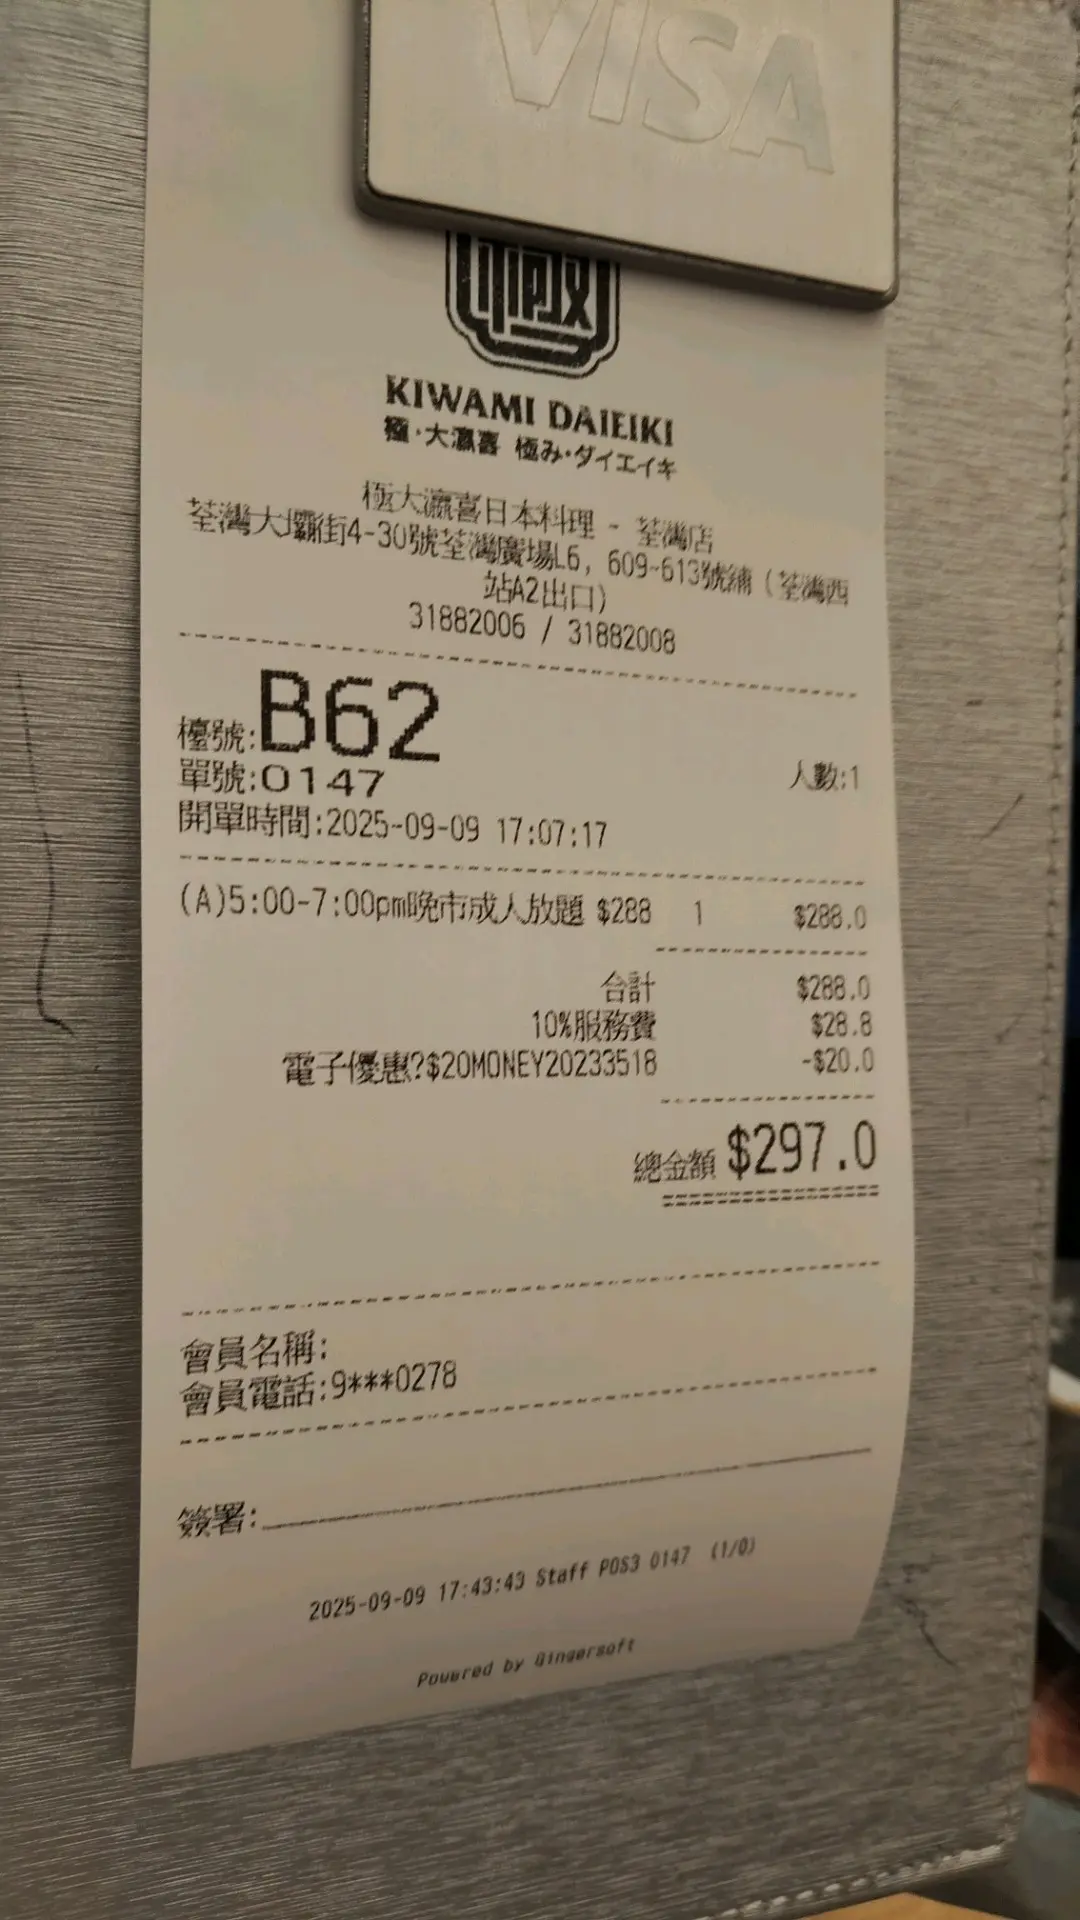 VISA
極
KIWAMI DAIEIKI
極·大瀛喜 極み·ダイエイキ
極大瀛喜日本料理 - 荃灣店
荃灣大壩街4-30號荃灣廣場L6, 609-613號鋪 (荃灣西
站A2出口)
31882006 / 31882008
檯號:B62
單號:0147 人數:1
開單時間:2025-09-09 17:07:17
(A)5:00-7:00pm晚市成人放題 $288 1 $288.0
合計 $288.0
10%服務費 $28.8
電子優惠?$20MONEY20233518 -$20.0
總金額 $297.0
會員名稱:
會員電話:9***0278
簽署:
2025-09-09 17:43:43 Staff POS3 0147 (1/0)
Powered by Gingersoft